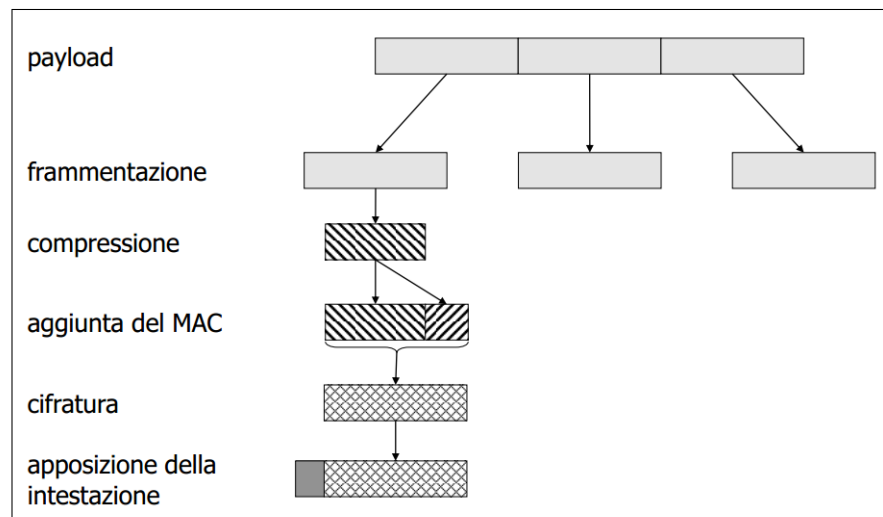 payload
frammentazione
compressione
aggiunta del MAC
cifratura
apposizione della
intestazione